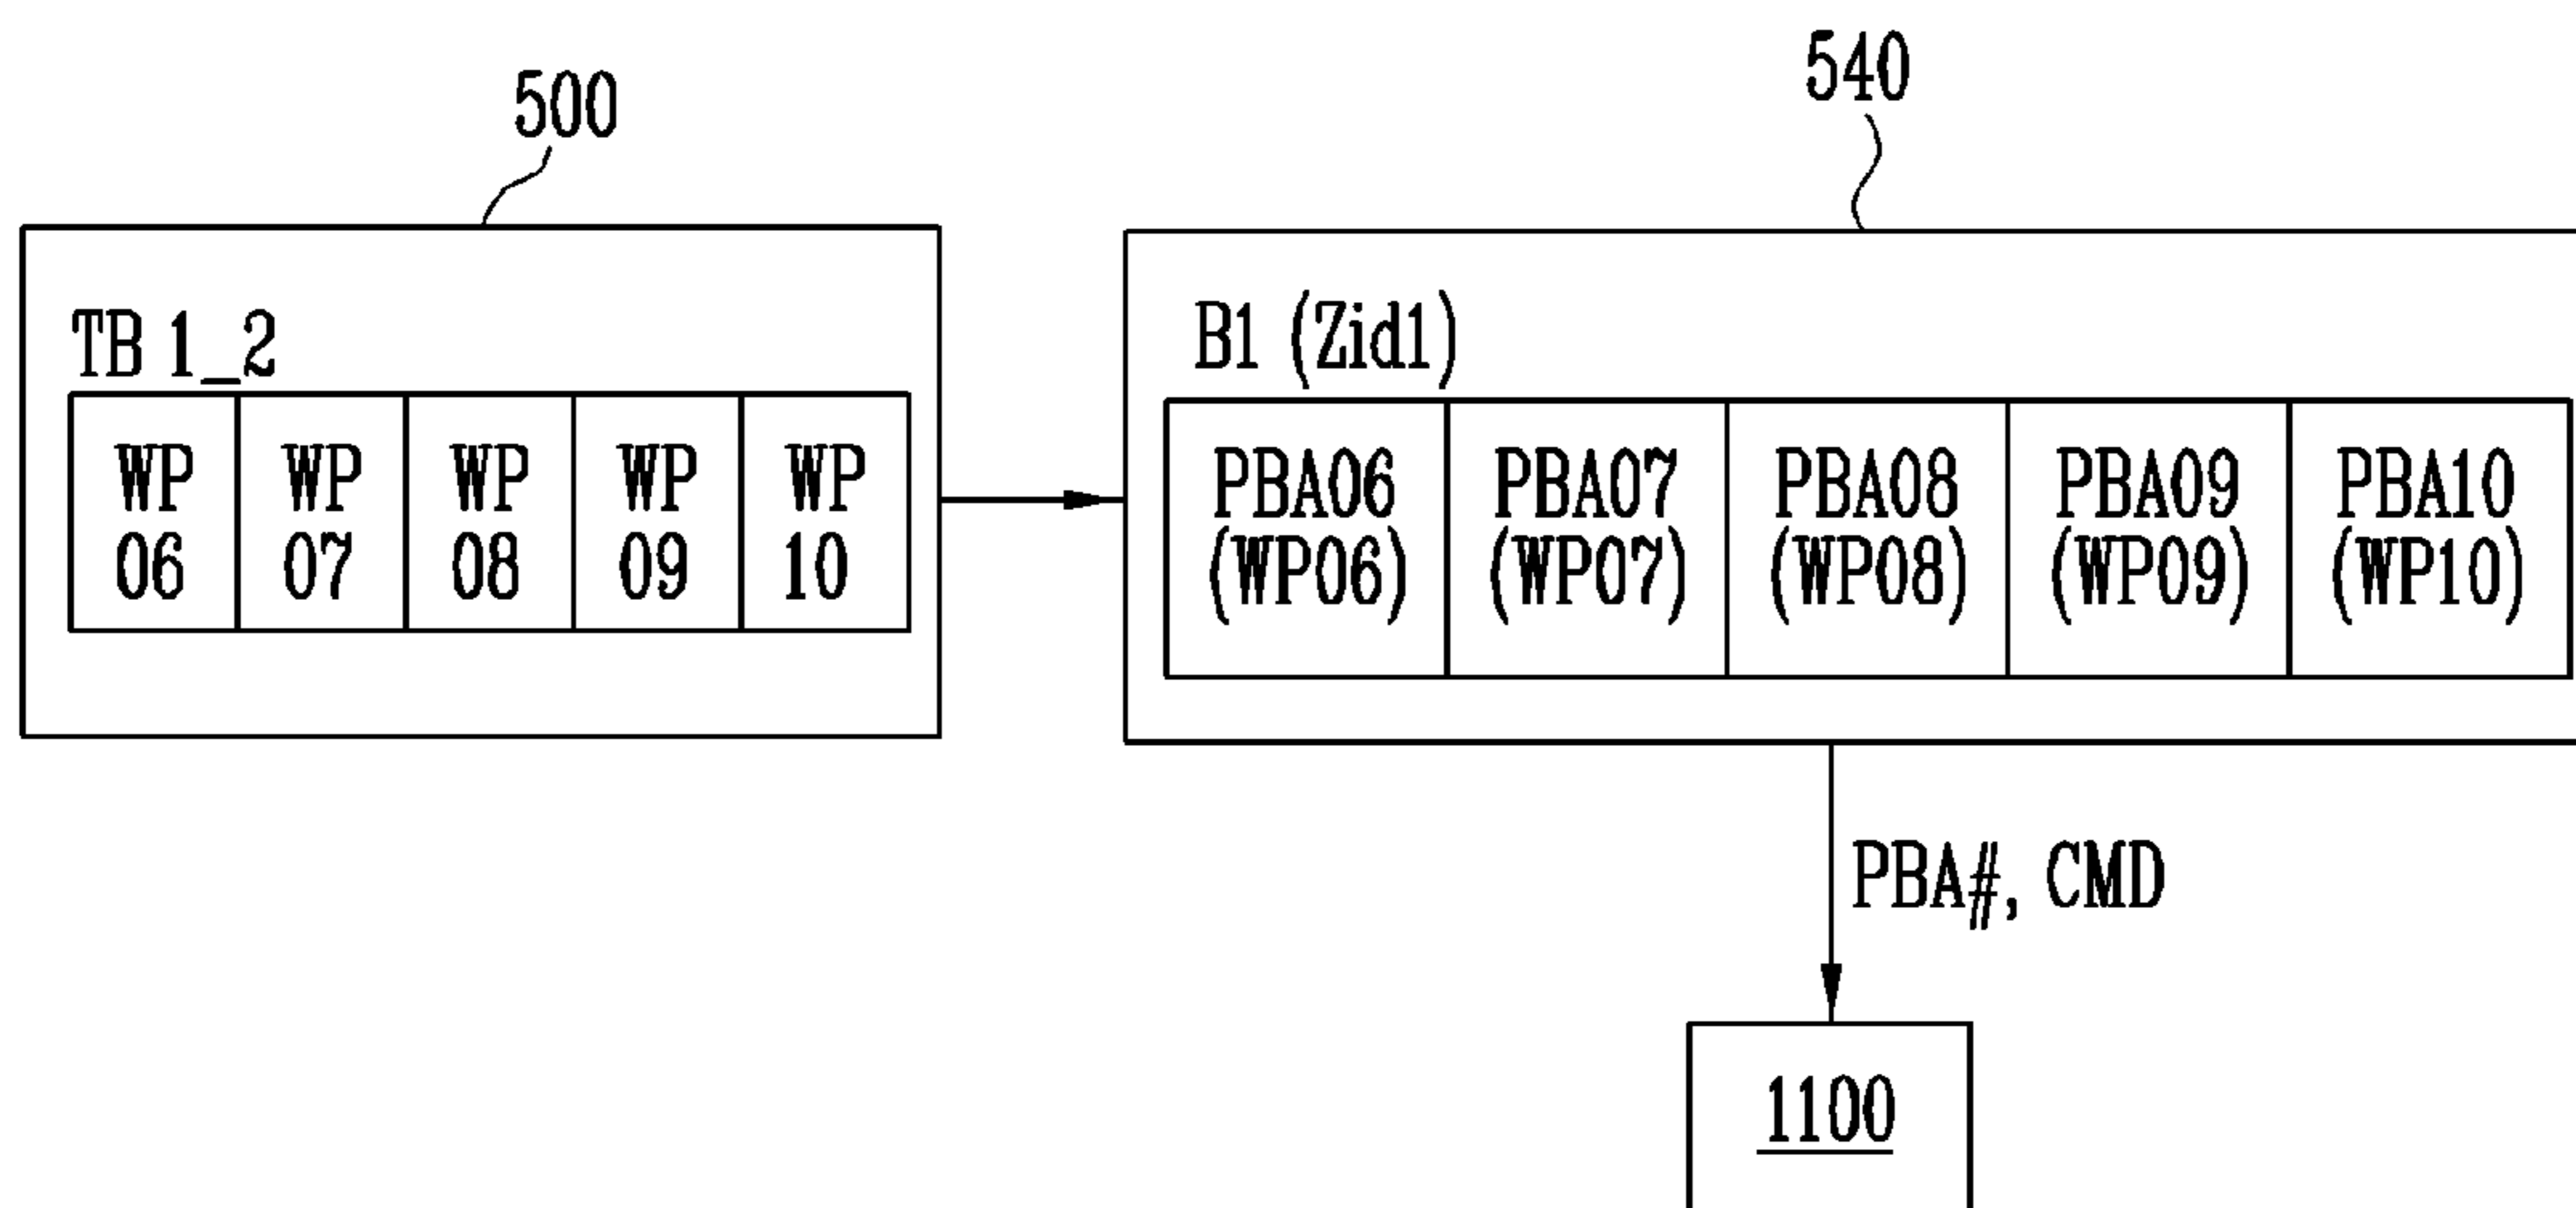 500
540
TB 1_2
WP WP WP WP WP
06 07 08 09 10
B1 (Zid1)
PBA06 PBA07 PBA08 PBA09 PBA10
(WP06) (WP07) (WP08) (WP09) (WP10)
PBA#, CMD
1100